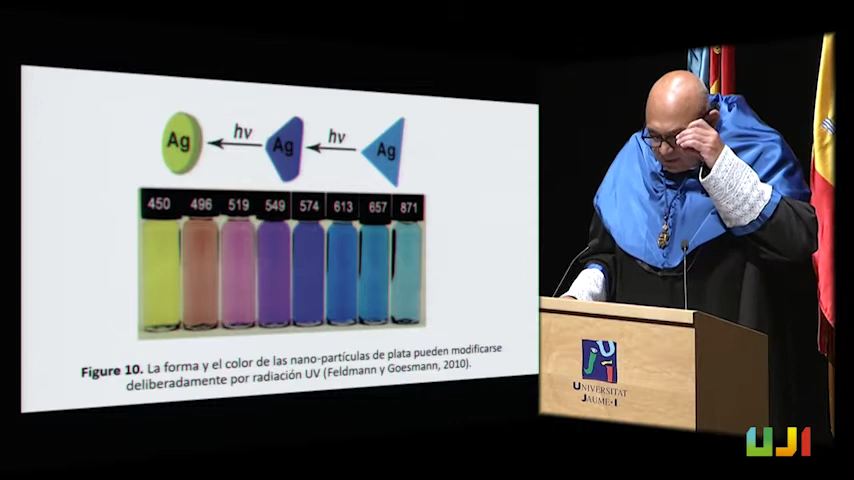 hν hν
Ag Ag Ag
450 496 519 549 574 613 657 871
Figure 10. La forma y el color de las nano-partículas de plata pueden modificarse
deliberadamente por radiación UV (Feldmann y Goesmann, 2010).
UJI
UNIVERSITAT
JAUME·I
UJI